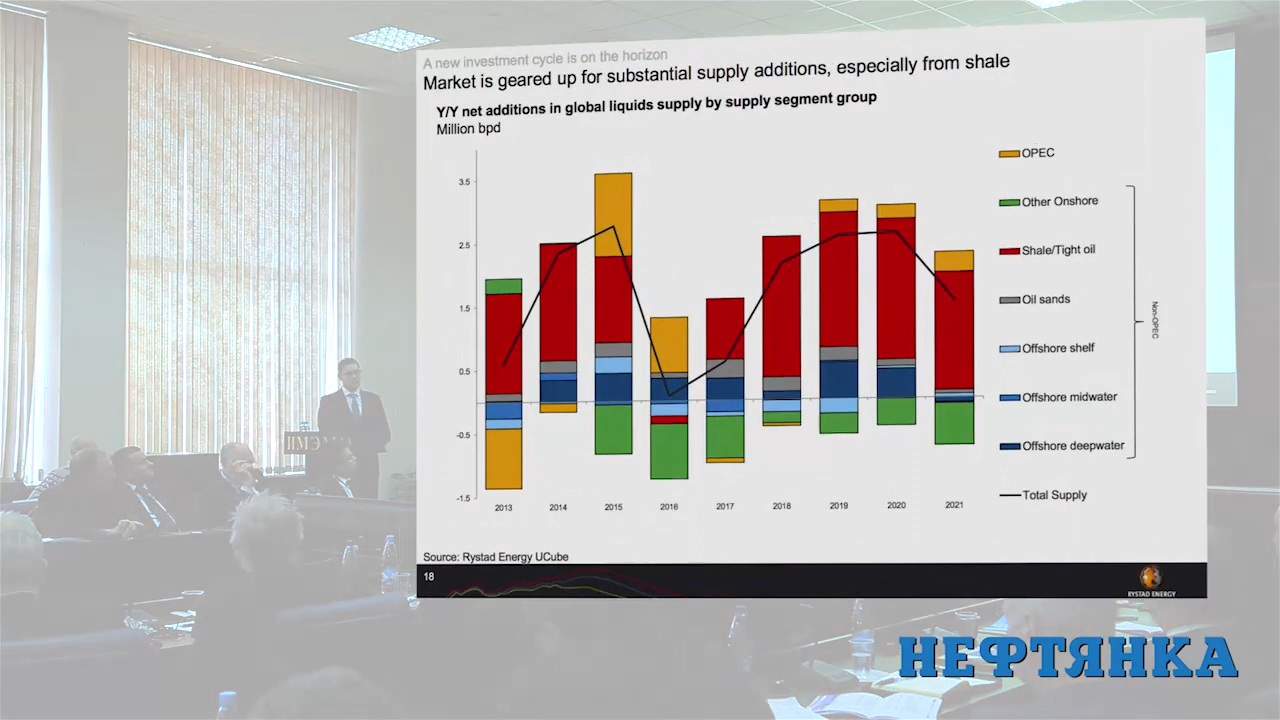 A new investment cycle is on the horizon
Market is geared up for substantial supply additions, especially from shale
Y/Y net additions in global liquids supply by supply segment group
Million bpd
3.5
2.5
1.5
0.5
-0.5
-1.5
2013
2014
2015
2016
2017
2018
2019
2020
2021
OPEC
Other Onshore
Shale/Tight oil
Oil sands
Offshore shelf
Offshore midwater
Offshore deepwater
Total Supply
Non-OPEC
Source: Rystad Energy UCube
18
RYSTAD ENERGY
НЕФТЯНКА